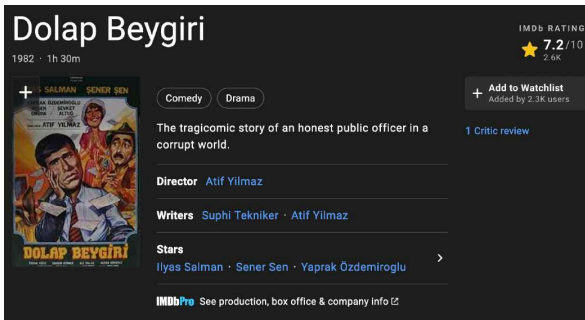 Dolap Beygiri
1982 · 1h 30m
IMDb RATING
7.2/10
2.6K
SALMAN ŞENER ŞEN
YAPRAK ÖZDEMİROĞLU
ATIF YILMAZ
DOLAP BEYGİRİ
Comedy Drama
The tragicomic story of an honest public officer in a
corrupt world.
Director Atif Yilmaz
Writers Suphi Tekniker · Atif Yilmaz
Stars
Ilyas Salman · Sener Sen · Yaprak Özdemiroglu
IMDbPro See production, box office & company info
+ Add to Watchlist
Added by 2.3K users
1 Critic review